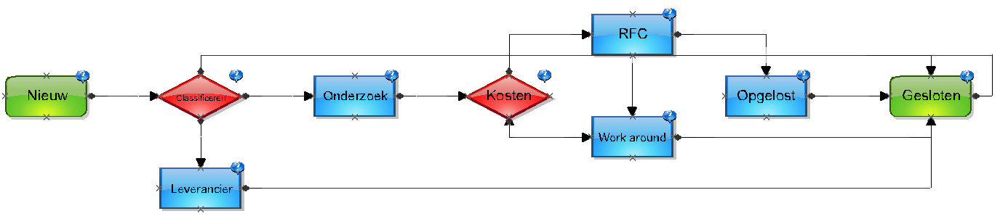 RFC
Nieuw
Classificeren
Onderzoek
Kosten
Opgelost
Gesloten
Work around
Leverancier